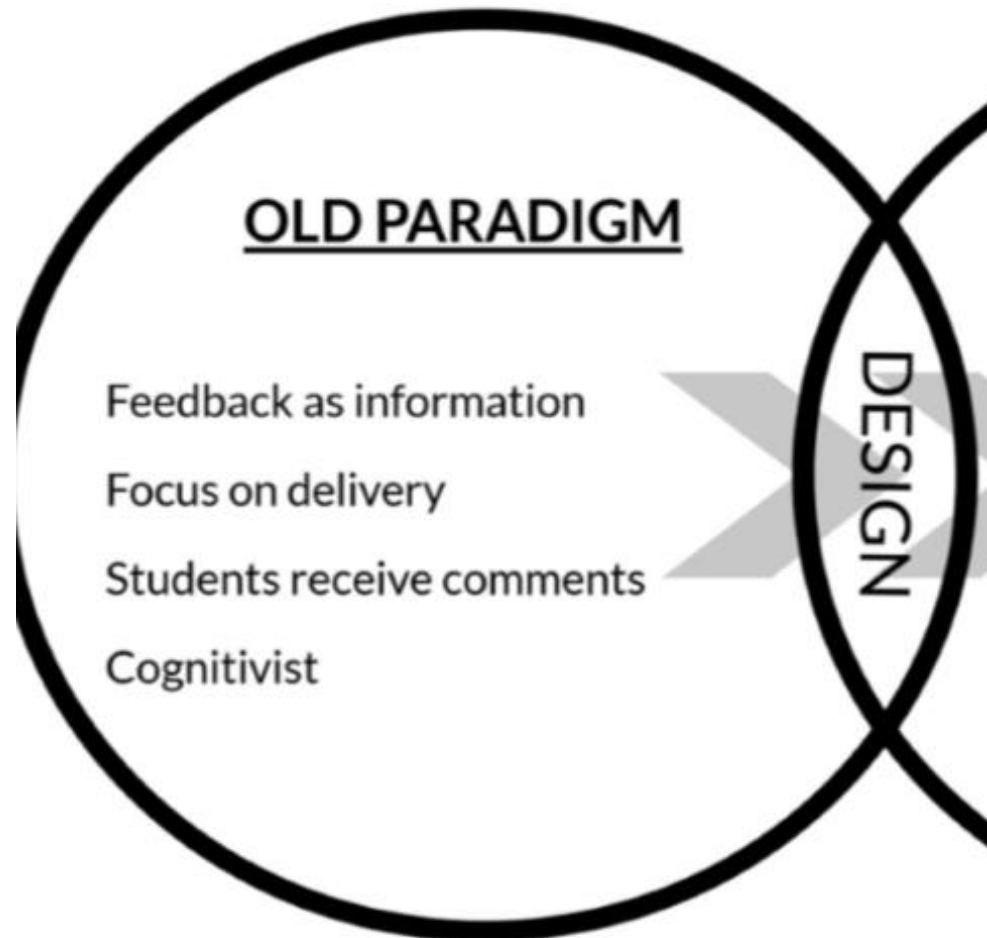 OLD PARADIGM
Feedback as information
Focus on delivery
Students receive comments
Cognitivist
DESIGN